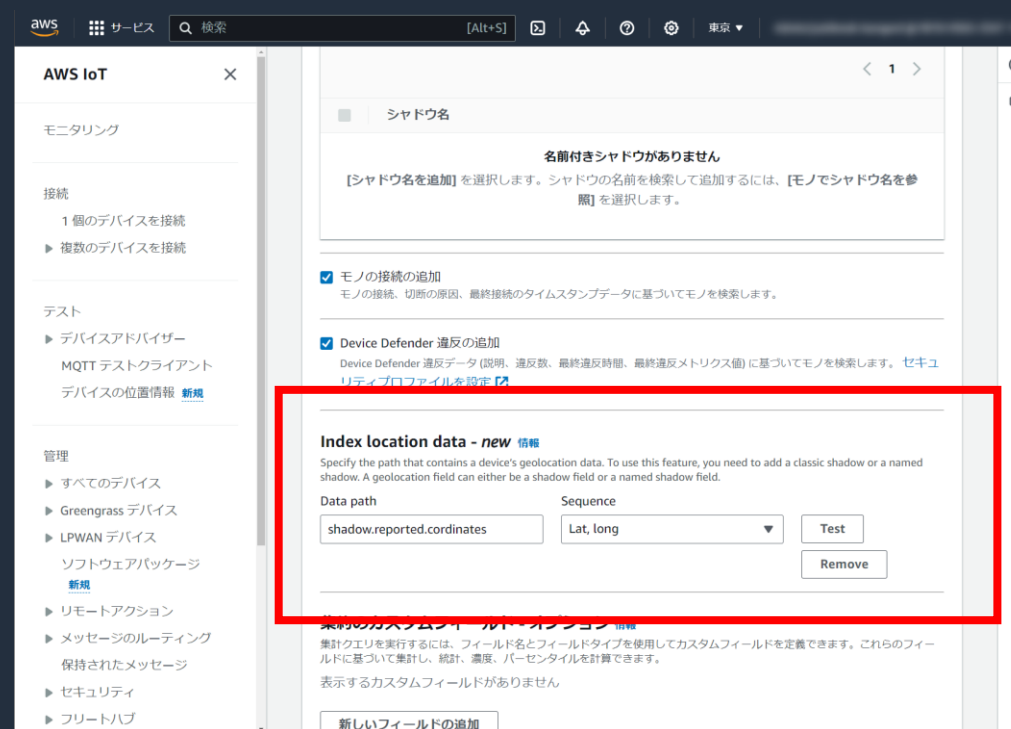 aws
サービス
検索
[Alt+S]
東京 ▼
AWS IoT
モニタリング
接続
1 個のデバイスを接続
複数のデバイスを接続
テスト
デバイスアドバイザー
MQTT テストクライアント
デバイスの位置情報 新規
管理
すべてのデバイス
Greengrass デバイス
LPWAN デバイス
ソフトウェアパッケージ
新規
リモートアクション
メッセージのルーティング
保持されたメッセージ
セキュリティ
フリートハブ
1
シャドウ名
名前付きシャドウがありません
[シャドウ名を追加] を選択します。シャドウの名前を検索して追加するには、[モノでシャドウ名を参
照] を選択します。
モノの接続の追加
モノの接続、切断の原因、最終接続のタイムスタンプデータに基づいてモノを検索します。
Device Defender 違反の追加
Device Defender 違反データ (説明、違反数、最終違反時間、最終違反メトリクス値) に基づいてモノを検索します。 セキュ
リティプロファイルを設定
Index location data - new 情報
Specify the path that contains a device's geolocation data. To use this feature, you need to add a classic shadow or a named
shadow. A geolocation field can either be a shadow field or a named shadow field.
Data path
Sequence
shadow.reported.cordinates
Lat, long
Test
Remove
集約のカスタムフィールド - オプション 情報
集計クエリを実行するには、フィールド名とフィールドタイプを使用してカスタムフィールドを定義できます。これらのフィー
ルドに基づいて集計し、統計、濃度、パーセンタイルを計算できます。
表示するカスタムフィールドがありません
新しいフィールドの追加